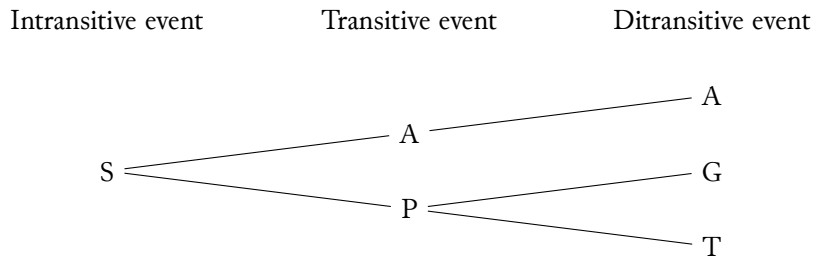 Intransitive event Transitive event Ditransitive event
A
A
G
S
P
T